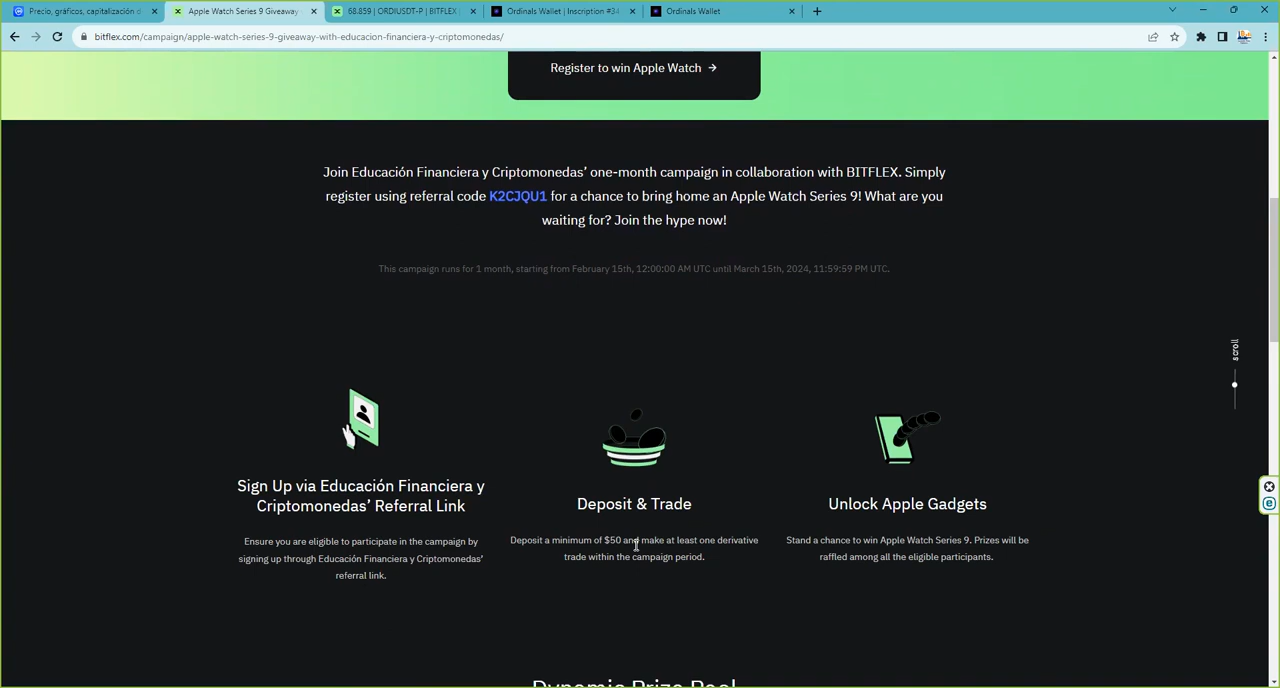 Precio, gráficos, capitalización d
Apple Watch Series 9 Giveaway
68.859 | ORDIUSDT-P | BITFLEX |
Ordinals Wallet | Inscription #34
Ordinals Wallet
bitflex.com/campaign/apple-watch-series-9-giveaway-with-educacion-financiera-y-criptomonedas/
Register to win Apple Watch →
Join Educación Financiera y Criptomonedas’ one-month campaign in collaboration with BITFLEX. Simply
register using referral code K2CJQU1 for a chance to bring home an Apple Watch Series 9! What are you
waiting for? Join the hype now!
This campaign runs for 1 month, starting from February 15th, 12:00:00 AM UTC until March 15th, 2024, 11:59:59 PM UTC.
scroll
Sign Up via Educación Financiera y
Criptomonedas’ Referral Link
Ensure you are eligible to participate in the campaign by
signing up through Educación Financiera y Criptomonedas’
referral link.
Deposit & Trade
Deposit a minimum of $50 and make at least one derivative
trade within the campaign period.
Unlock Apple Gadgets
Stand a chance to win Apple Watch Series 9. Prizes will be
raffled among all the eligible participants.
Dynamic Prize Pool